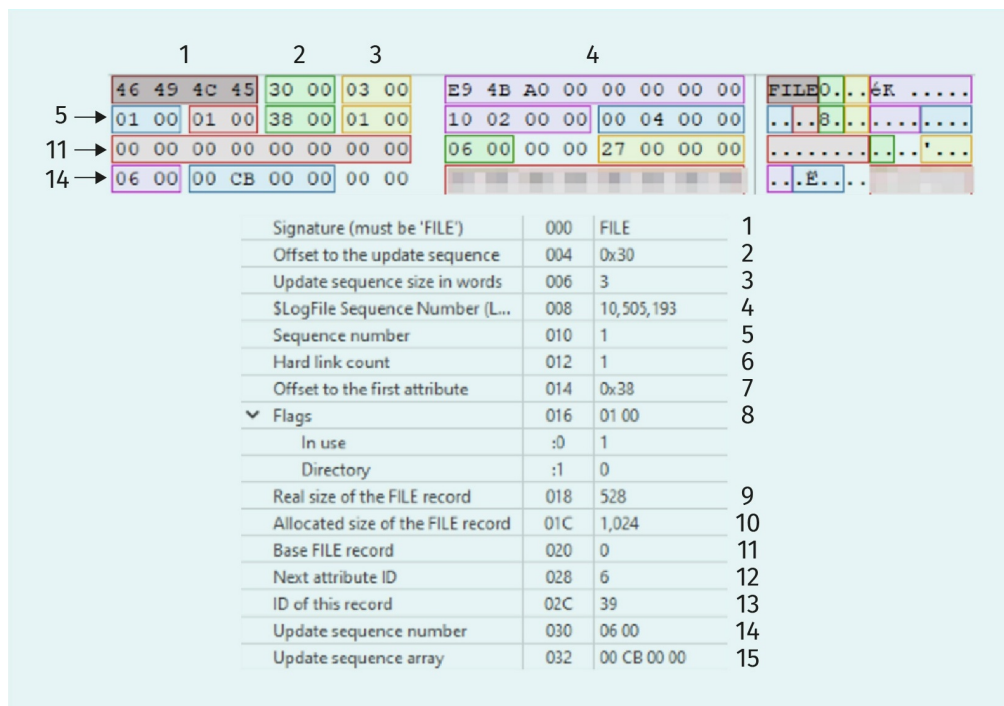 1 2 3 4
46 49 4C 45 30 00 03 00 E9 4B A0 00 00 00 00 00 FILE0...éK .....
5 01 00 01 00 38 00 01 00 10 02 00 00 00 04 00 00 ....8...........
11 00 00 00 00 00 00 00 00 06 00 00 00 27 00 00 00 ............'...
14 06 00 00 CB 00 00 00 00 ...Ë....
Signature (must be 'FILE') 000 FILE 1
Offset to the update sequence 004 0x30 2
Update sequence size in words 006 3 3
$LogFile Sequence Number (L... 008 10,505,193 4
Sequence number 010 1 5
Hard link count 012 1 6
Offset to the first attribute 014 0x38 7
Flags 016 01 00 8
In use :0 1
Directory :1 0
Real size of the FILE record 018 528 9
Allocated size of the FILE record 01C 1,024 10
Base FILE record 020 0 11
Next attribute ID 028 6 12
ID of this record 02C 39 13
Update sequence number 030 06 00 14
Update sequence array 032 00 CB 00 00 15